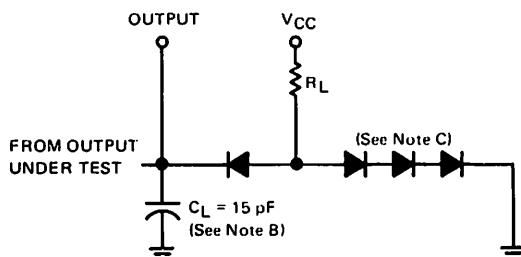 OUTPUT
VCC
RL
(See Note C)
FROM OUTPUT
UNDER TEST
CL = 15 pF
(See Note B)